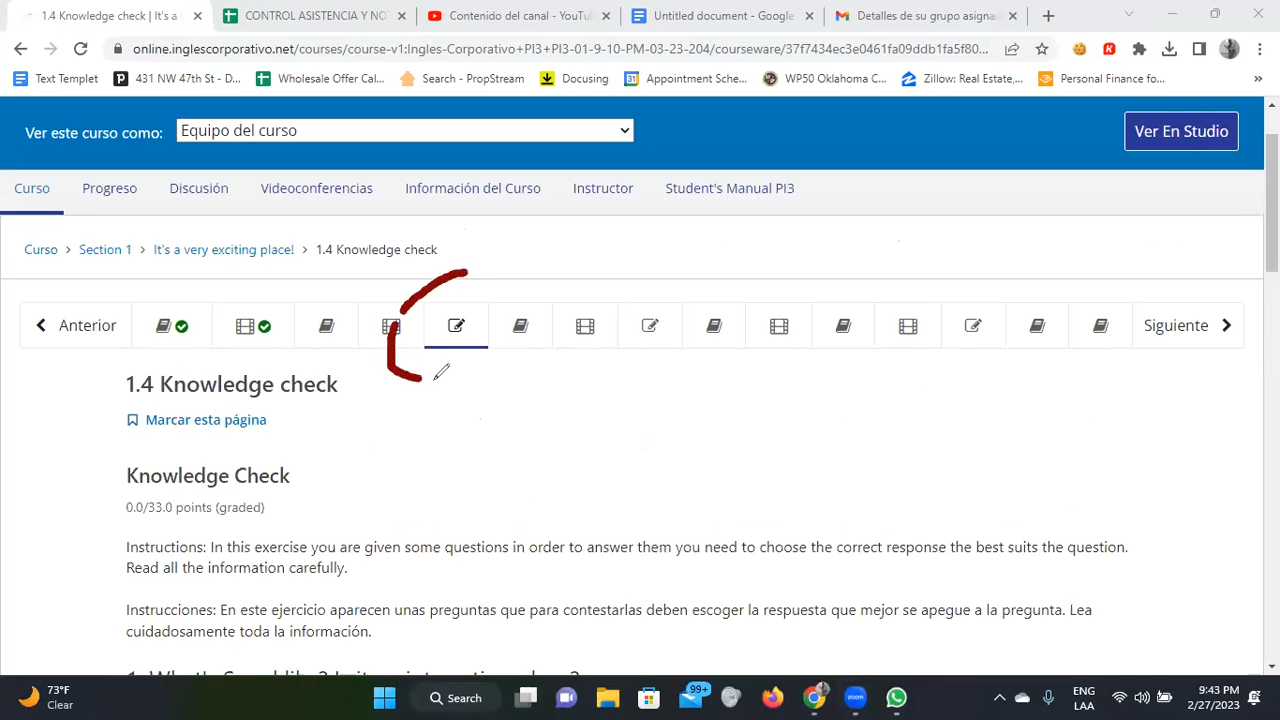 1.4 Knowledge check | It's a CONTROL ASISTENCIA Y Contenido del canal - YouTu Untitled document - Google Detalles de su grupo asigna
online.inglescorporativo.net/courses/course-v1:Ingles-Corporativo+PI3+PI3-01-9-10-PM-03-23-204/courseware/37f7434ec3e0461fa09ddb1fa5f80...
Text Templet 431 NW 47th St - D... Wholesale Offer Cal... Search - PropStream Docusing Appointment Sche... WP50 Oklahoma C... Zillow: Real Estate,... Personal Finance fo... »
Ver este curso como: Equipo del curso Ver En Studio
Curso Progreso Discusión Videoconferencias Información del Curso Instructor Student's Manual PI3
Curso > Section 1 > It's a very exciting place! > 1.4 Knowledge check
Anterior Siguiente
1.4 Knowledge check
Marcar esta página
Knowledge Check
0.0/33.0 points (graded)
Instructions: In this exercise you are given some questions in order to answer them you need to choose the correct response the best suits the question.
Read all the information carefully.
Instrucciones: En este ejercicio aparecen unas preguntas que para contestarlas deben escoger la respuesta que mejor se apegue a la pregunta. Lea
cuidadosamente toda la información.
73°F Search 99+ ENG 9:43 PM
Clear LAA 2/27/2023